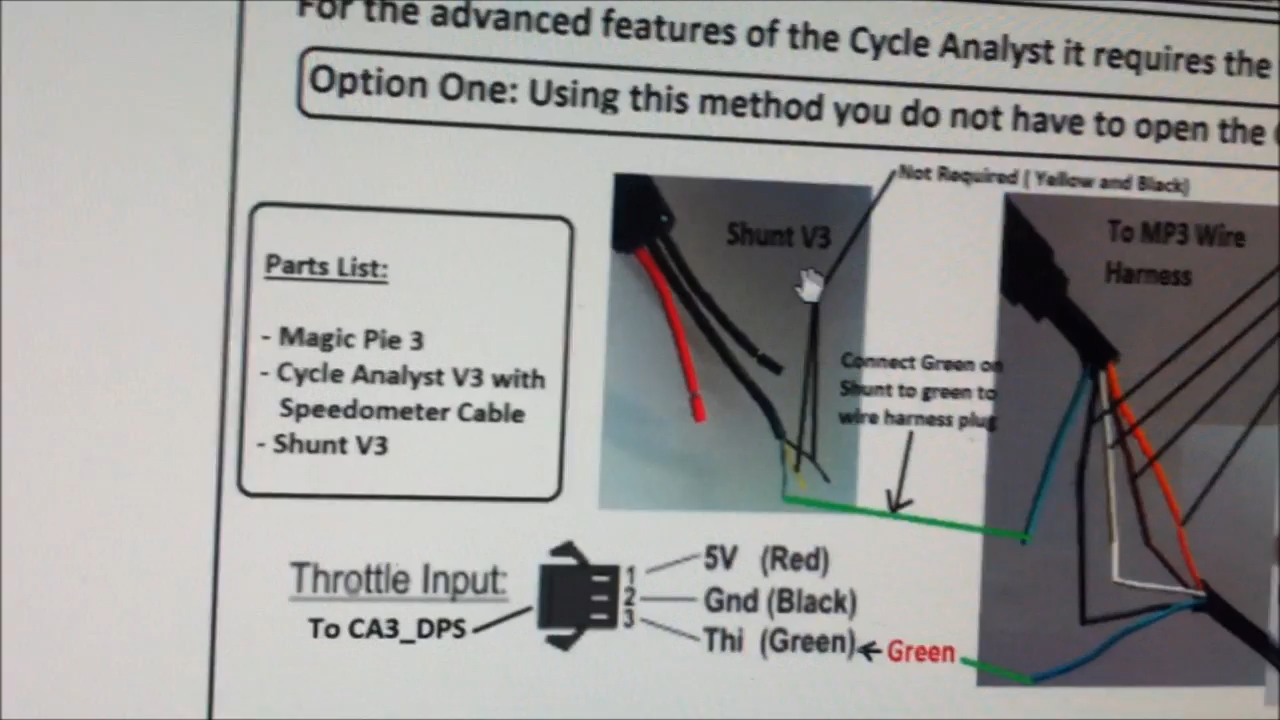 For the advanced features of the Cycle Analyst it requires the
Option One: Using this method you do not have to open the
Not Required ( Yellow and Black)
Shunt V3
To MP3 Wire
Harness
Parts List:
- Magic Pie 3
- Cycle Analyst V3 with
Speedometer Cable
- Shunt V3
Connect Green on
Shunt to green to
wire harness plug
Throttle Input:
To CA3_DPS
1
2
3
5V (Red)
Gnd (Black)
Thi (Green)
Green